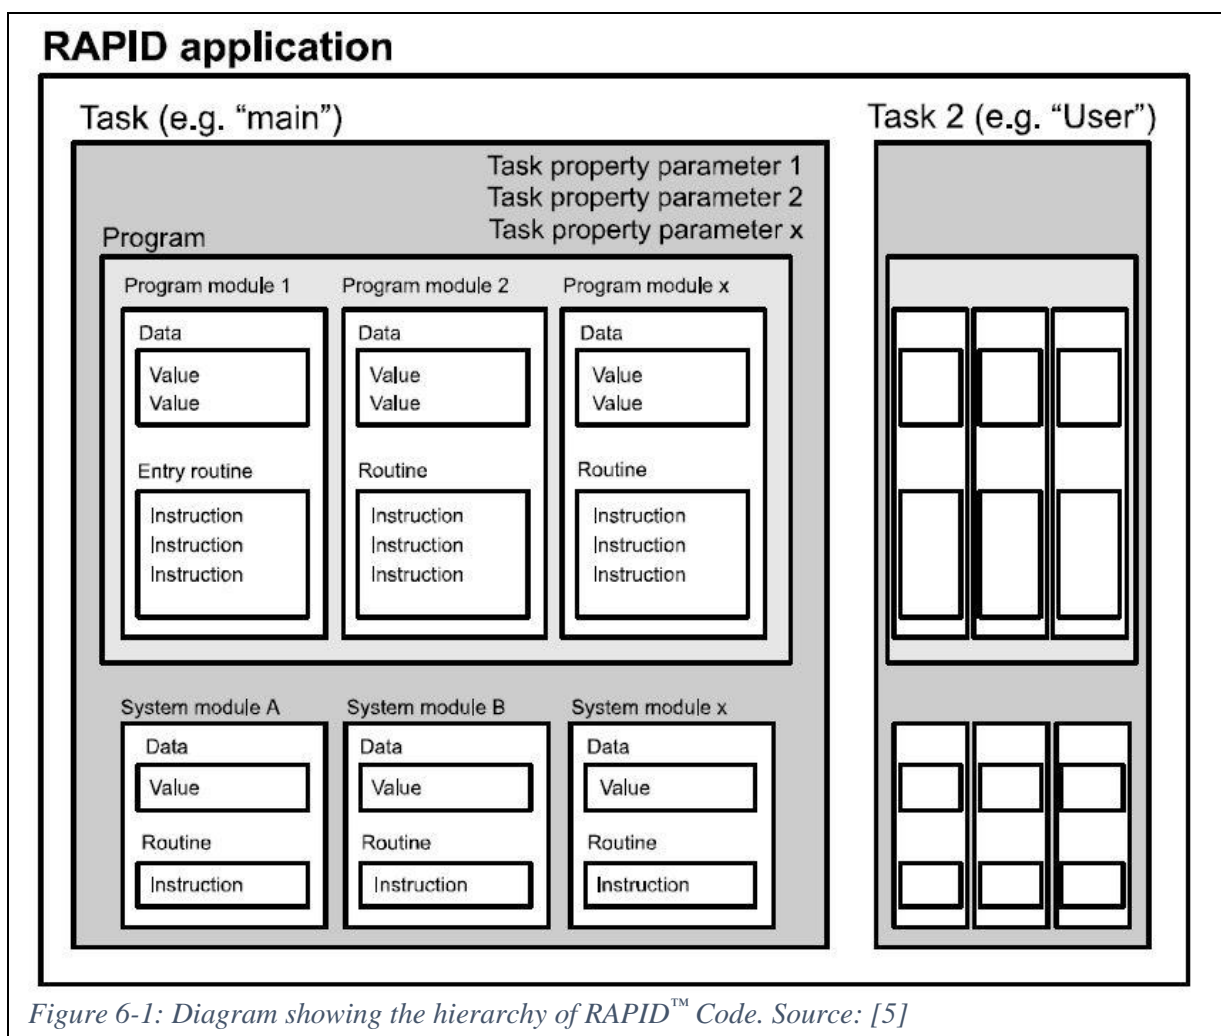 RAPID application
Task (e.g. “main”)
Task 2 (e.g. “User”)
Task property parameter 1
Task property parameter 2
Task property parameter x
Program
Program module 1
Program module 2
Program module x
Data
Data
Data
Value
Value
Value
Value
Value
Value
Entry routine
Routine
Routine
Instruction
Instruction
Instruction
Instruction
Instruction
Instruction
Instruction
Instruction
Instruction
System module A
System module B
System module x
Data
Data
Data
Value
Value
Value
Routine
Routine
Routine
Instruction
Instruction
Instruction
Figure 6-1: Diagram showing the hierarchy of RAPID™ Code. Source: [5]